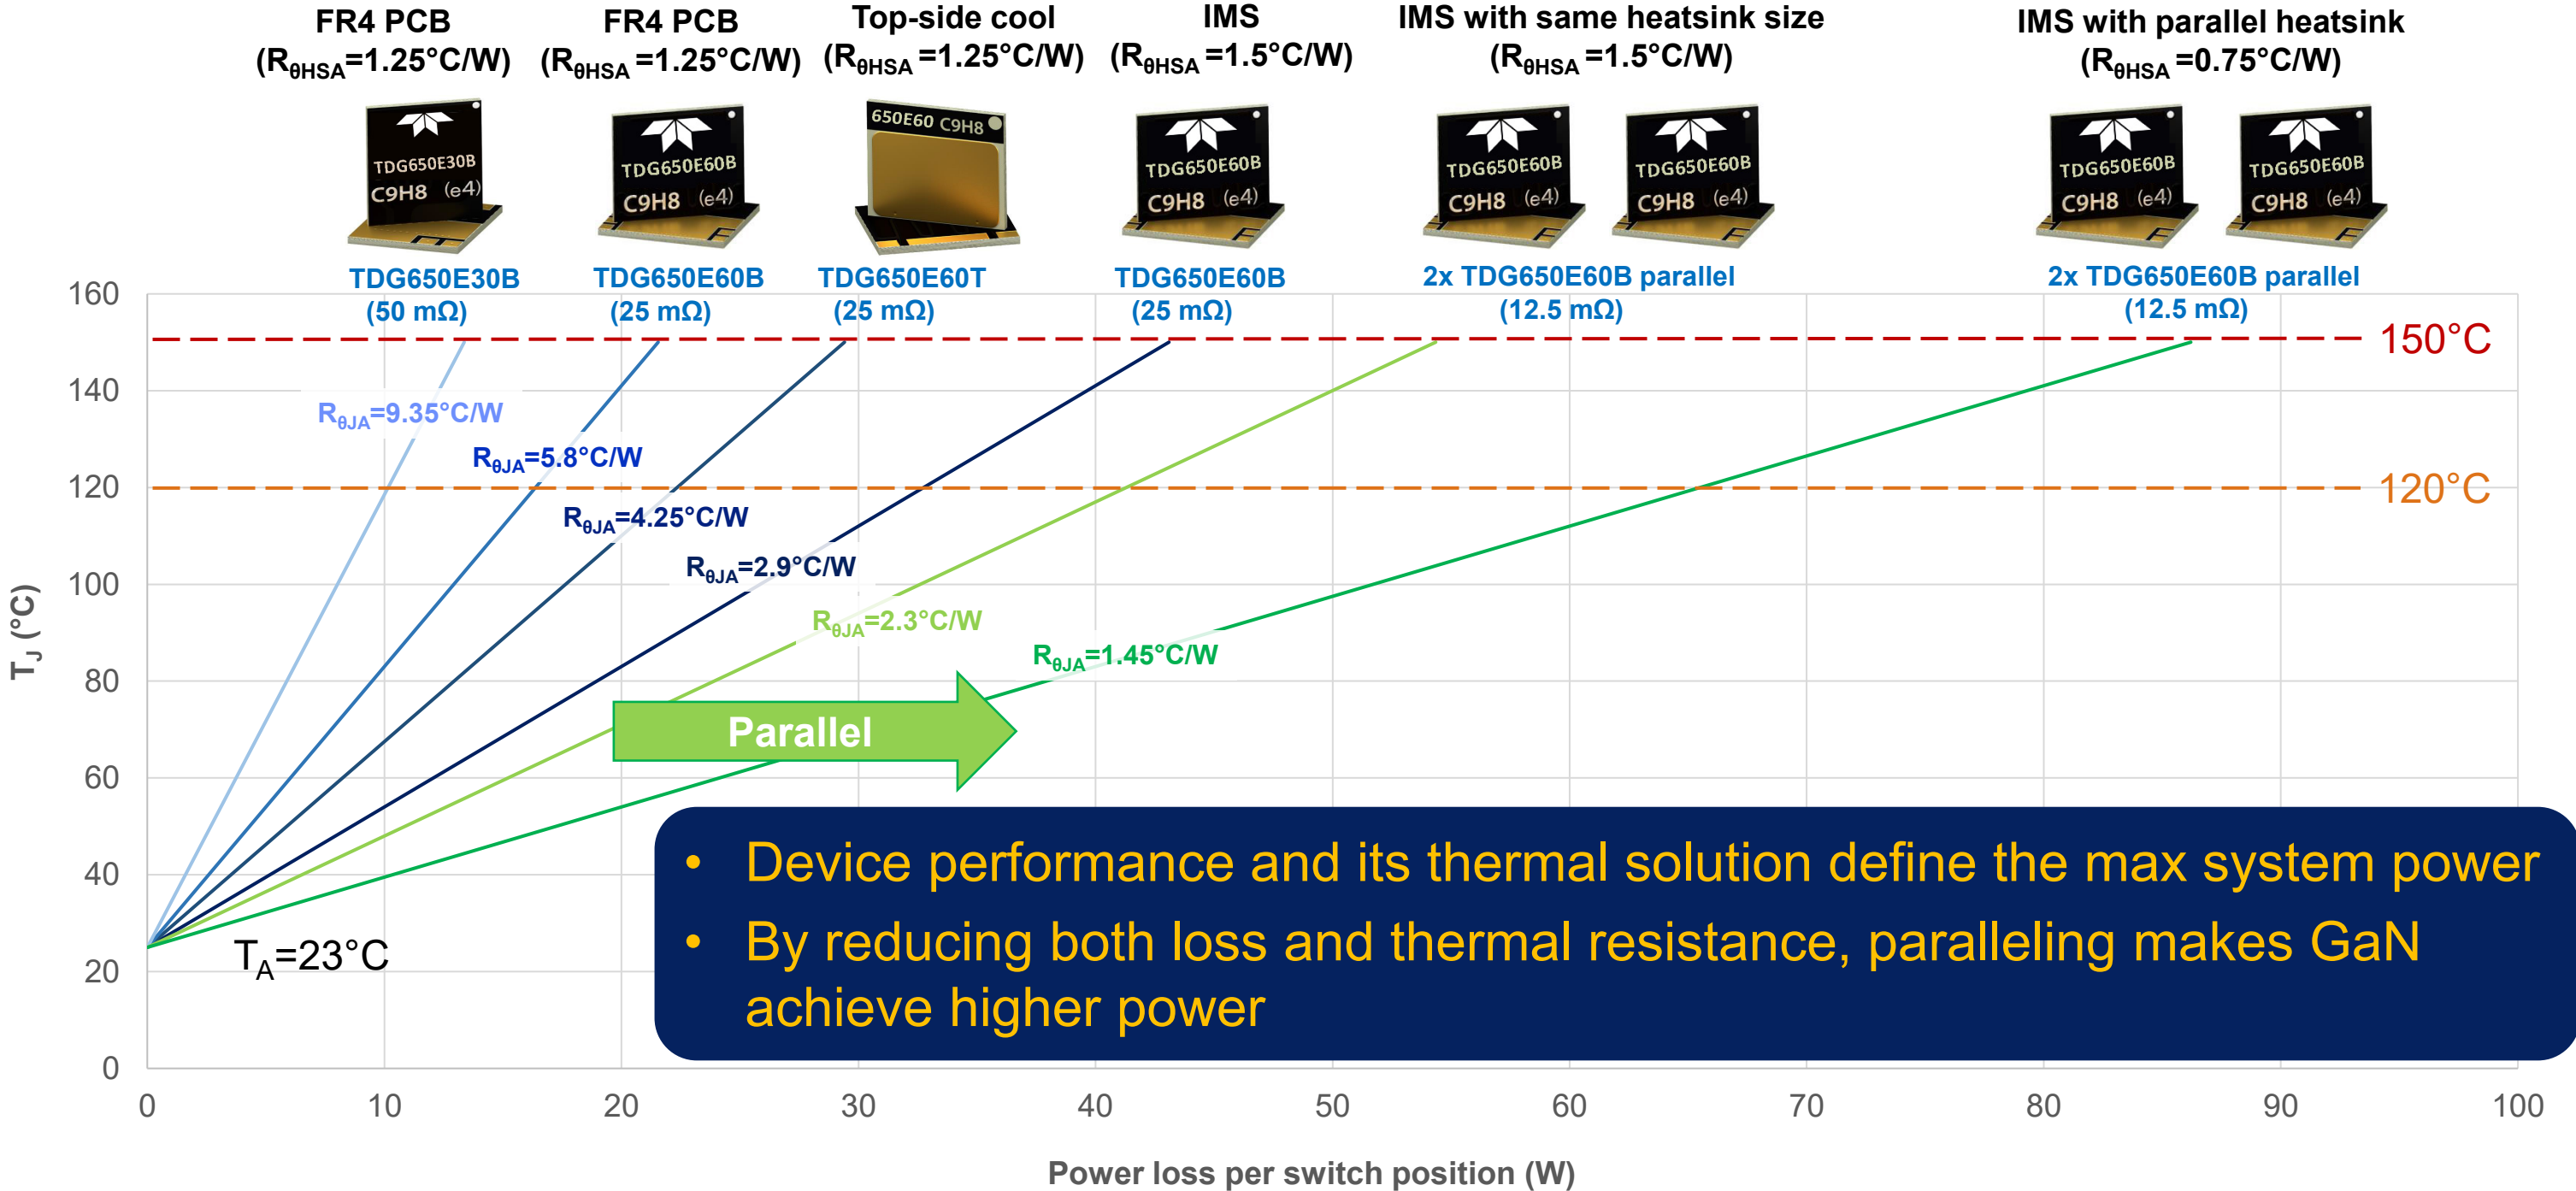 FR4 PCB
(RθHSA=1.25°C/W)
FR4 PCB
(RθHSA =1.25°C/W)
Top-side cool
(RθHSA =1.25°C/W)
IMS
(RθHSA =1.5°C/W)
IMS with same heatsink size
(RθHSA =1.5°C/W)
IMS with parallel heatsink
(RθHSA =0.75°C/W)
TDG650E30B
C9H8 (e4)
TDG650E60B
C9H8 (e4)
650E60 C9H8
TDG650E60B
C9H8 (e4)
TDG650E60B
C9H8 (e4)
TDG650E60B
C9H8 (e4)
TDG650E60B
C9H8 (e4)
TDG650E60B
C9H8 (e4)
TDG650E30B
(50 mΩ)
TDG650E60B
(25 mΩ)
TDG650E60T
(25 mΩ)
TDG650E60B
(25 mΩ)
2x TDG650E60B parallel
(12.5 mΩ)
2x TDG650E60B parallel
(12.5 mΩ)
160
140
120
100
80
60
40
20
0
TJ (°C)
150°C
120°C
RθJA=9.35°C/W
RθJA=5.8°C/W
RθJA=4.25°C/W
RθJA=2.9°C/W
RθJA=2.3°C/W
RθJA=1.45°C/W
Parallel
TA=23°C
• Device performance and its thermal solution define the max system power
• By reducing both loss and thermal resistance, paralleling makes GaN
achieve higher power
0 10 20 30 40 50 60 70 80 90 100
Power loss per switch position (W)